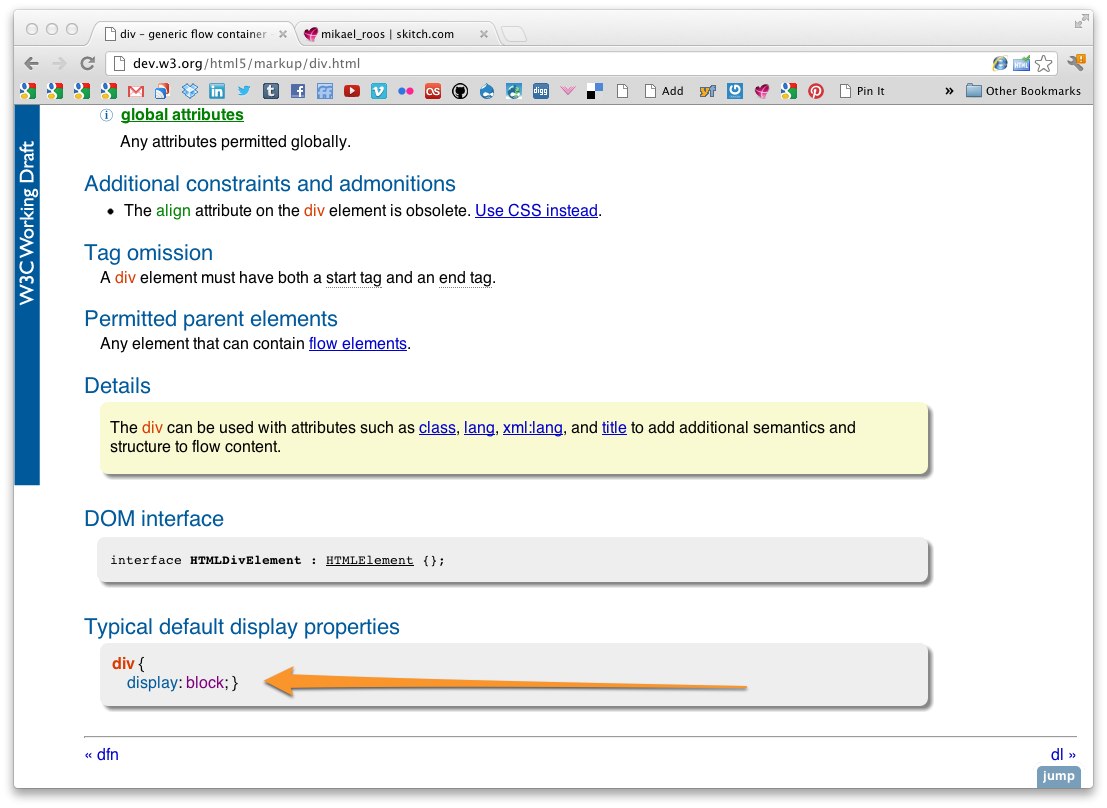 div – generic flow container
mikael_roos | skitch.com
dev.w3.org/html5/markup/div.html
Add
Pin It
»
Other Bookmarks
W3C Working Draft
global attributes
Any attributes permitted globally.
Additional constraints and admonitions
• The align attribute on the div element is obsolete. Use CSS instead.
Tag omission
A div element must have both a start tag and an end tag.
Permitted parent elements
Any element that can contain flow elements.
Details
The div can be used with attributes such as class, lang, xml:lang, and title to add additional semantics and
structure to flow content.
DOM interface
interface HTMLDivElement : HTMLElement {};
Typical default display properties
div {
display: block; }
« dfn
dl »
jump